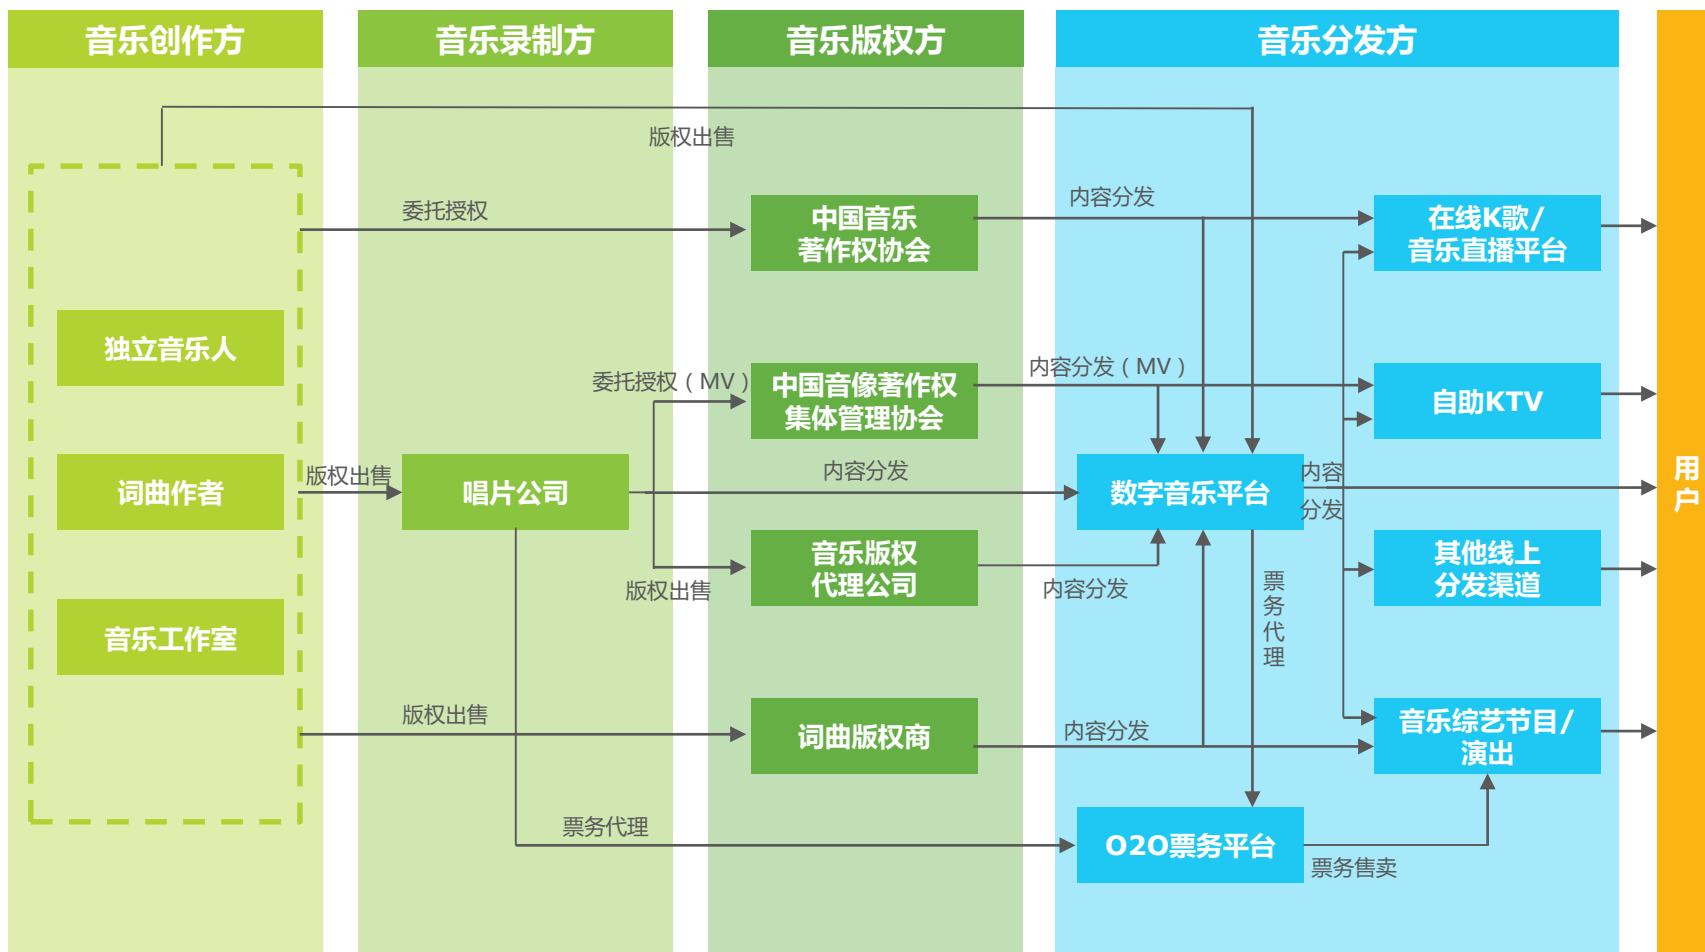 音乐创作方
音乐录制方
音乐版权方
音乐分发方
版权出售
委托授权
中国音乐
著作权协会
内容分发
在线K歌/
音乐直播平台
独立音乐人
委托授权（MV）
中国音像著作权
集体管理协会
内容分发（MV）
自助KTV
词曲作者
版权出售
唱片公司
内容分发
数字音乐平台
内容
分发
用
户
音乐版权
代理公司
版权出售
内容分发
票
务
代
理
其他线上
分发渠道
音乐工作室
版权出售
词曲版权商
内容分发
音乐综艺节目/
演出
票务代理
O2O票务平台
票务售卖